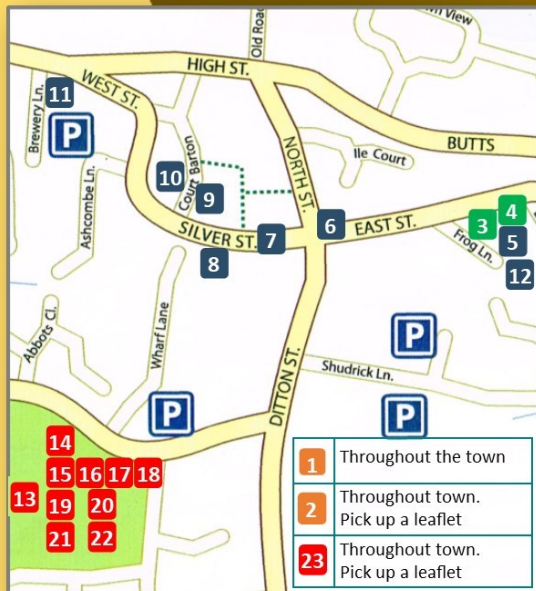 Old Road
wn View
HIGH ST.
WEST ST.
11
Brewery Ln.
P
BUTTS
NORTH ST.
Ile Court
Court Barton
10
9
Ashcombe Ln.
4
3
6
EAST ST.
SILVER ST.
7
5
Frog Ln.
8
12
Abbots Cl.
Wharf Lane
P
DITTON ST.
Shudrick Ln.
P
P
14
15 16 17 18
13
19 20
21 22
1 Throughout the town
2 Throughout town.
Pick up a leaflet
23 Throughout town.
Pick up a leaflet